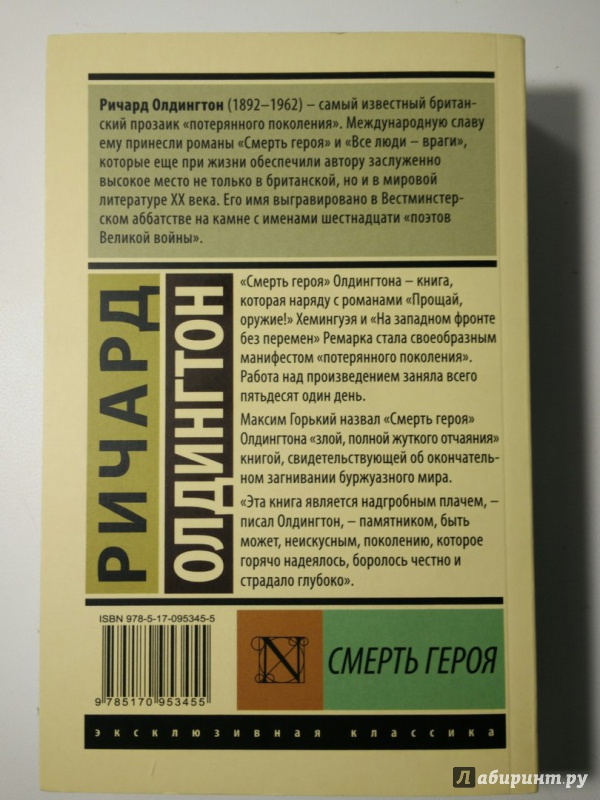 Ричард Олдингтон (1892–1962) – самый известный британ-
ский прозаик «потерянного поколения». Международную славу
ему принесли романы «Смерть героя» и «Все люди – враги»,
которые еще при жизни обеспечили автору заслуженно
высокое место не только в британской, но и в мировой
литературе XX века. Его имя выгравировано в Вестминстер-
ском аббатстве на камне с именами шестнадцати «поэтов
Великой войны».
РИЧАРД
ОЛДИНГТОН
«Смерть героя» Олдингтона – книга,
которая наряду с романами «Прощай,
оружие!» Хемингуэя и «На западном фронте
без перемен» Ремарка стала своеобразным
манифестом «потерянного поколения».
Работа над произведением заняла всего
пятьдесят один день.
Максим Горький назвал «Смерть героя»
Олдингтона «злой, полной жуткого отчаяния»
книгой, свидетельствующей об окончатель-
ном загнивании буржуазного мира.
«Эта книга является надгробным плачем, –
писал Олдингтон, – памятником, быть
может, неискусным, поколению, которое
горячо надеялось, боролось честно и
страдало глубоко».
ISBN 978-5-17-095345-5
9 785170 953455
N
СМЕРТЬ ГЕРОЯ
эксклюзивная классика
Лабиринт.ру